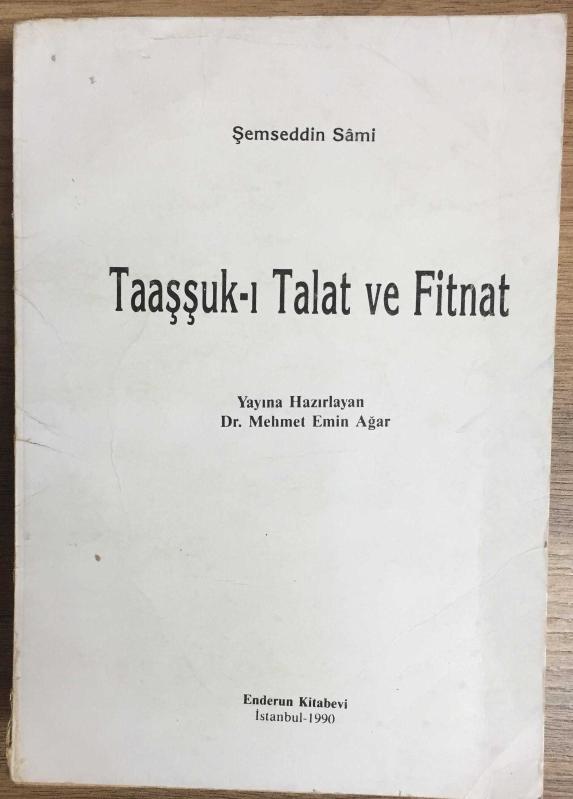 Şemseddin Sâmi
Taaşşuk-ı Talat ve Fitnat
Yayına Hazırlayan
Dr. Mehmet Emin Ağar
Enderun Kitabevi
İstanbul-1990